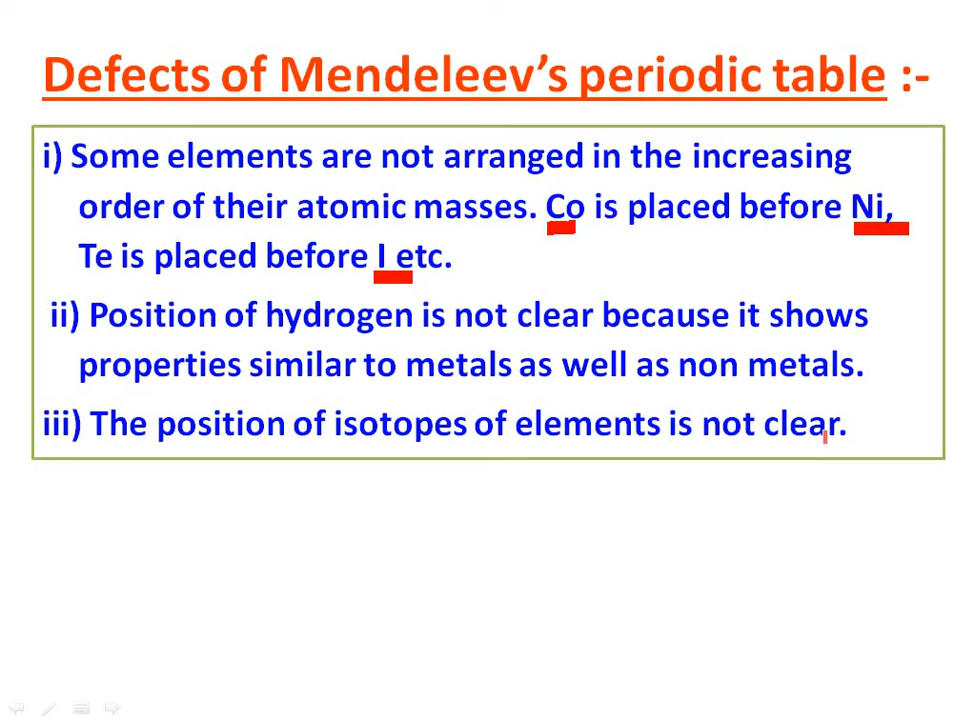 Defects of Mendeleev’s periodic table :-
i) Some elements are not arranged in the increasing
order of their atomic masses. Co is placed before Ni,
Te is placed before I etc.
ii) Position of hydrogen is not clear because it shows
properties similar to metals as well as non metals.
iii) The position of isotopes of elements is not clear.